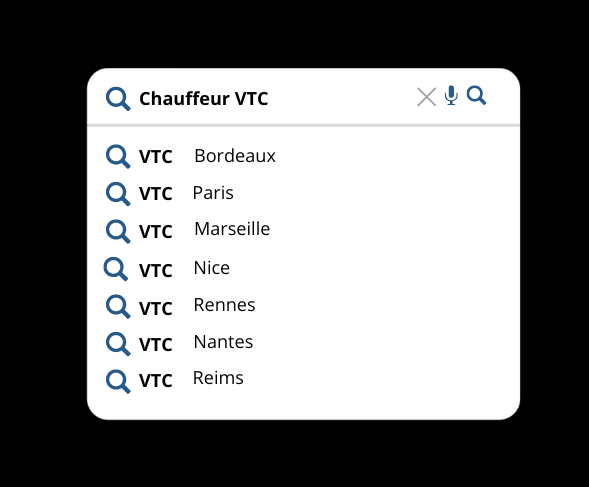 Chauffeur VTC
VTC Bordeaux
VTC Paris
VTC Marseille
VTC Nice
VTC Rennes
VTC Nantes
VTC Reims